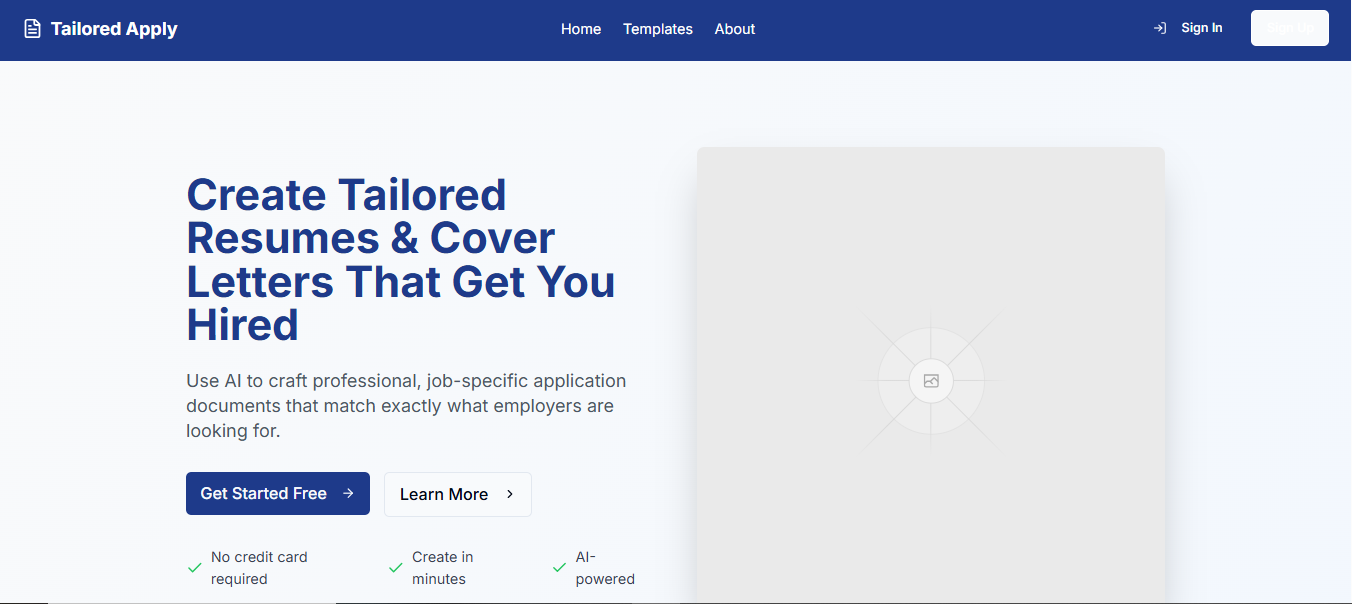 Tailored Apply
Home
Templates
About
Sign In
Sign Up
Create Tailored
Resumes & Cover
Letters That Get You
Hired
Use AI to craft professional, job-specific application
documents that match exactly what employers are
looking for.
Get Started Free
Learn More
No credit card
required
Create in
minutes
AI-
powered